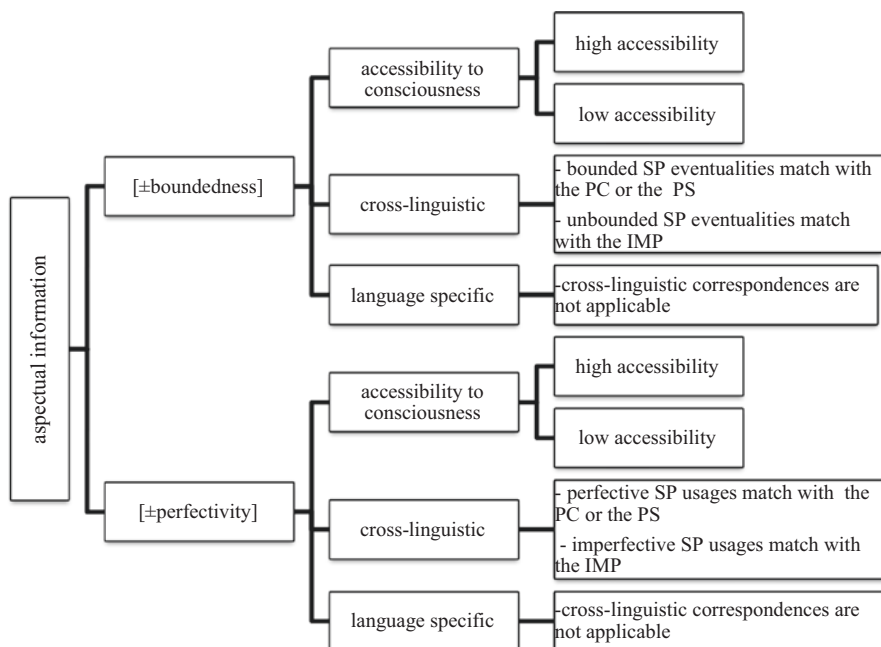 aspectual information
[±boundedness]
accessibility to
consciousness
high accessibility
low accessibility
cross-linguistic
- bounded SP eventualities match with
the PC or the PS
- unbounded SP eventualities match
with the IMP
language specific
-cross-linguistic correspondences are
not applicable
[±perfectivity]
accessibility to
consciousness
high accessibility
low accessibility
cross-linguistic
- perfective SP usages match with the
PC or the PS
- imperfective SP usages match with
the IMP
language specific
-cross-linguistic correspondences are
not applicable